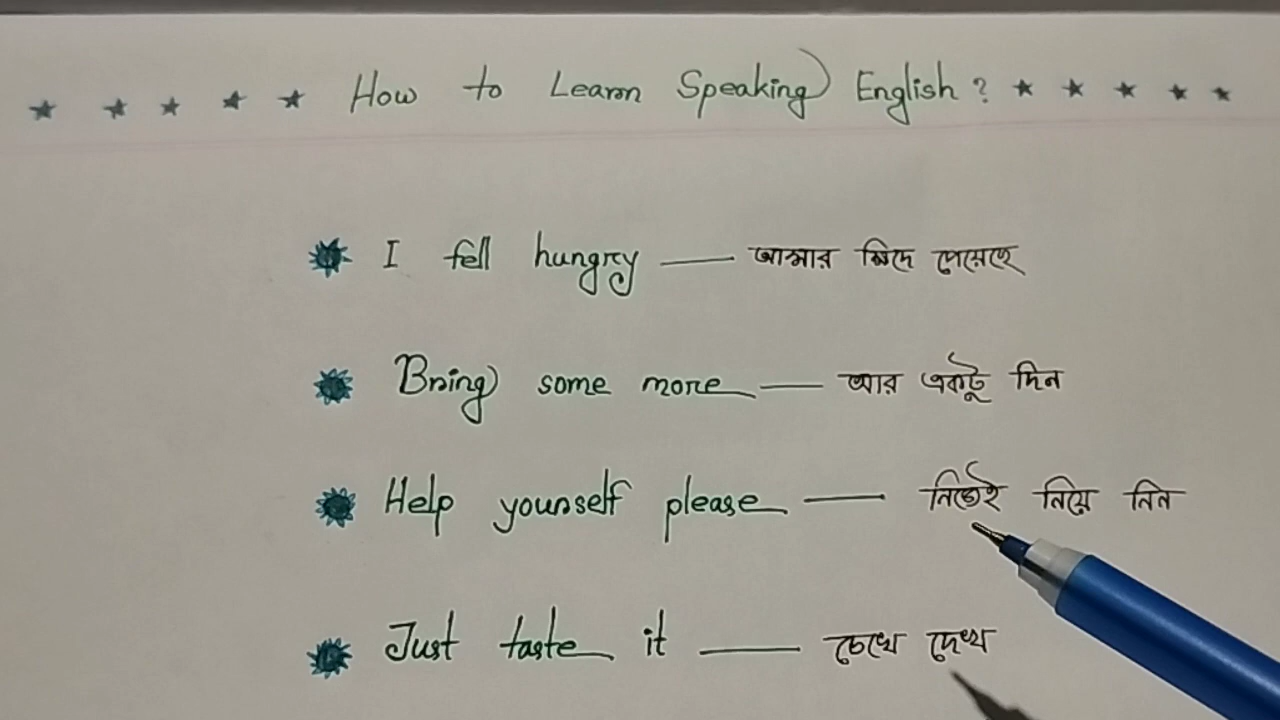 How to Learn Speaking English?
I fell hungry — আমার খিদে পেয়েছে
Bring some more — আর একটু দিন
Help yourself please — নিজেই নিয়ে নিন
Just taste it — চেখে দেখ